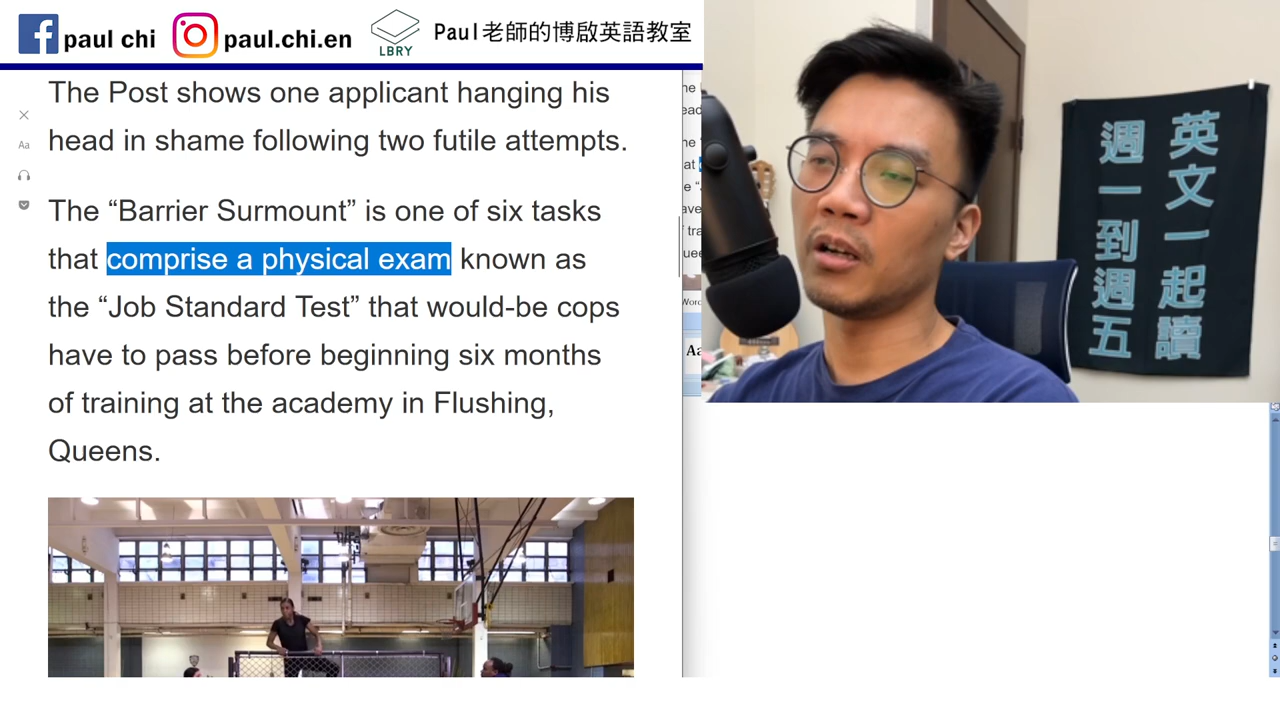 paul chi
paul.chi.en
LBRY
Paul老師的博啟英語教室
The Post shows one applicant hanging his
head in shame following two futile attempts.
Aa
The “Barrier Surmount” is one of six tasks
that comprise a physical exam known as
the “Job Standard Test” that would-be cops
have to pass before beginning six months
of training at the academy in Flushing,
Queens.
英文一起讀
週一到週五